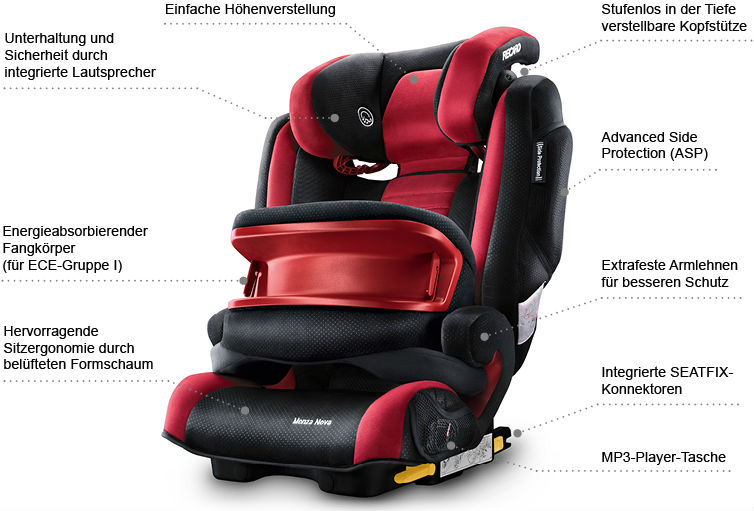 Einfache Höhenverstellung
Stufenlos in der Tiefe
verstellbare Kopfstütze
Unterhaltung und
Sicherheit durch
integrierte Lautsprecher
RECARO
Advanced Side
Protection (ASP)
Side Protection
Energieabsorbierender
Fangkörper
(für ECE-Gruppe I)
Extrafeste Armlehnen
für besseren Schutz
Hervorragende
Sitzergonomie durch
belüfteten Formschaum
Integrierte SEATFIX-
Konnektoren
Monza Nova
MP3-Player-Tasche